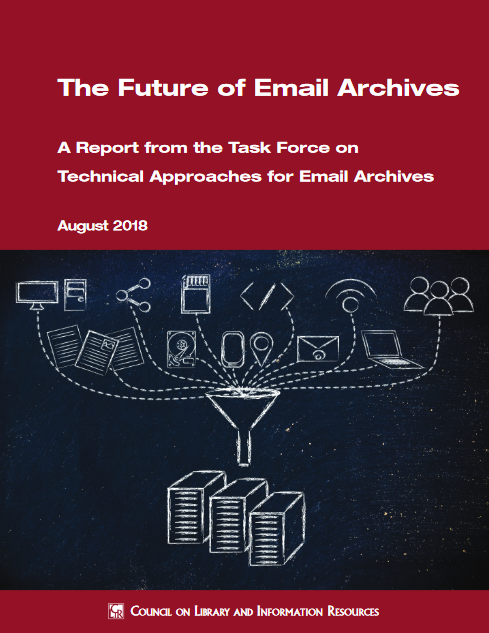 The Future of Email Archives
A Report from the Task Force on
Technical Approaches for Email Archives
August 2018
COUNCIL ON LIBRARY AND INFORMATION RESOURCES